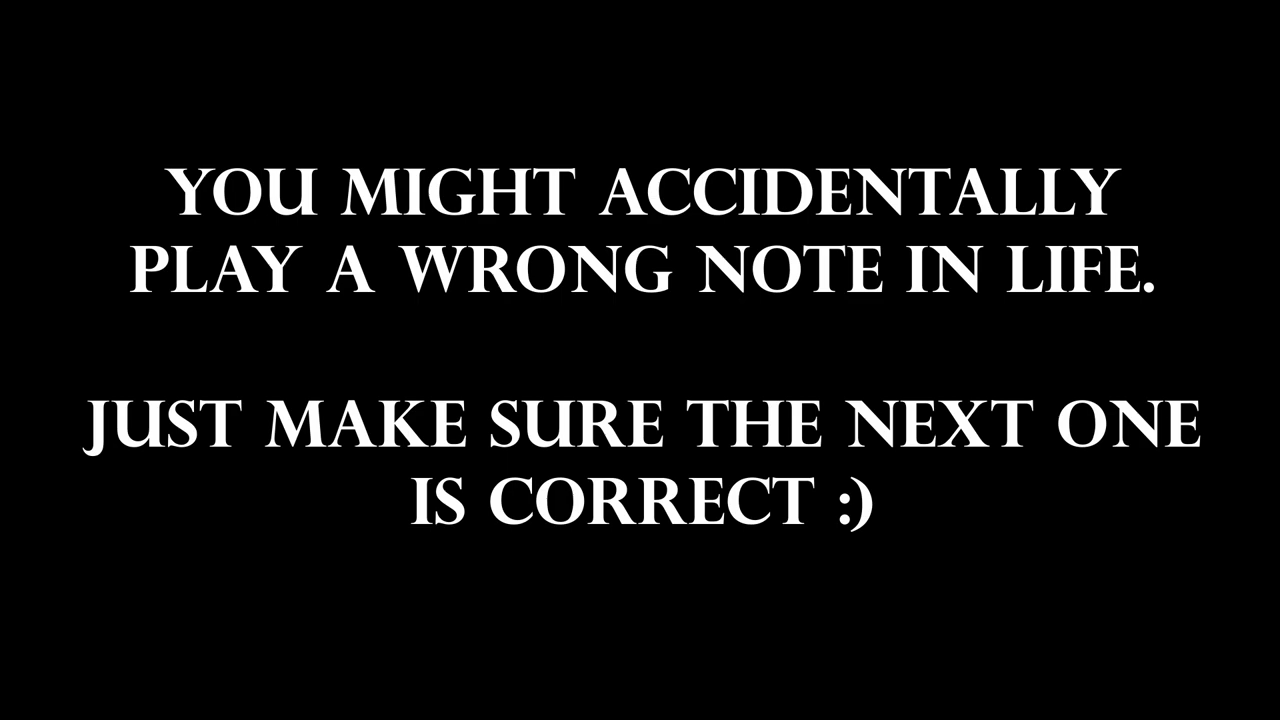 YOU MIGHT ACCIDENTALLY
PLAY A WRONG NOTE IN LIFE.
JUST MAKE SURE THE NEXT ONE
IS CORRECT :)